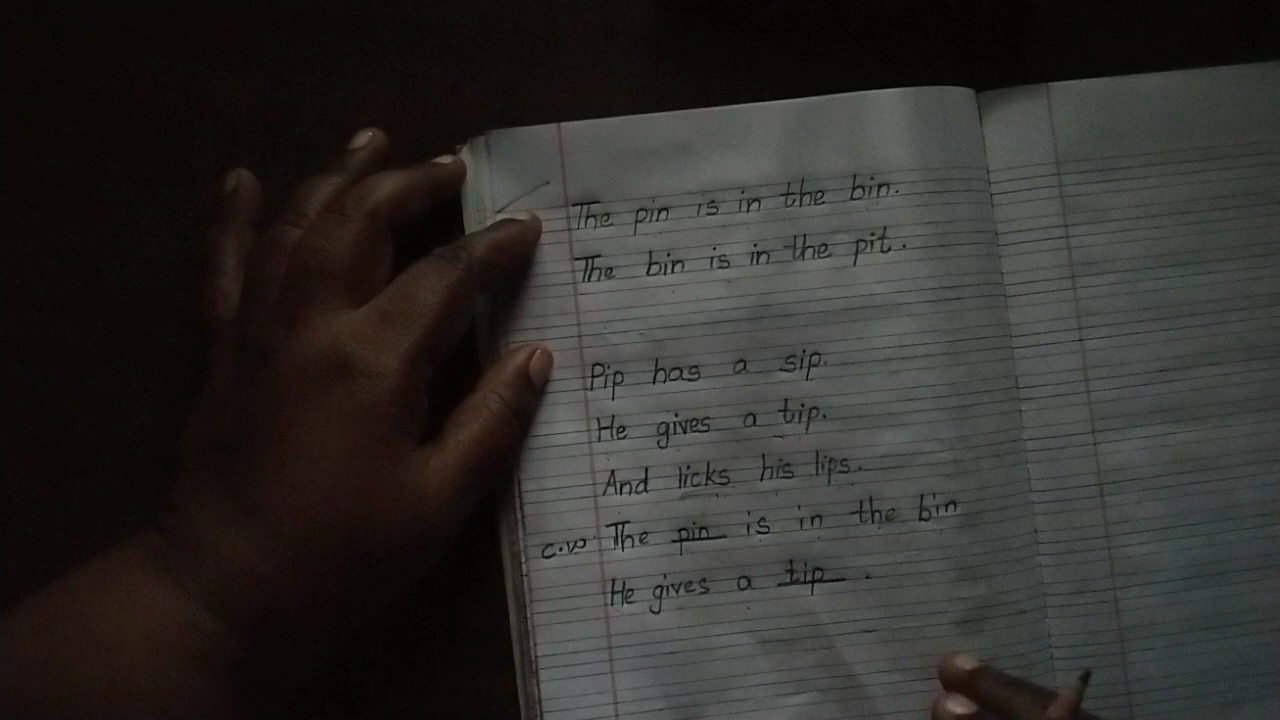 The pin is in the bin.
The bin is in the pit.
Pip has a sip.
He gives a tip.
And licks his lips.
C.W The pin is in the bin
He gives a tip .